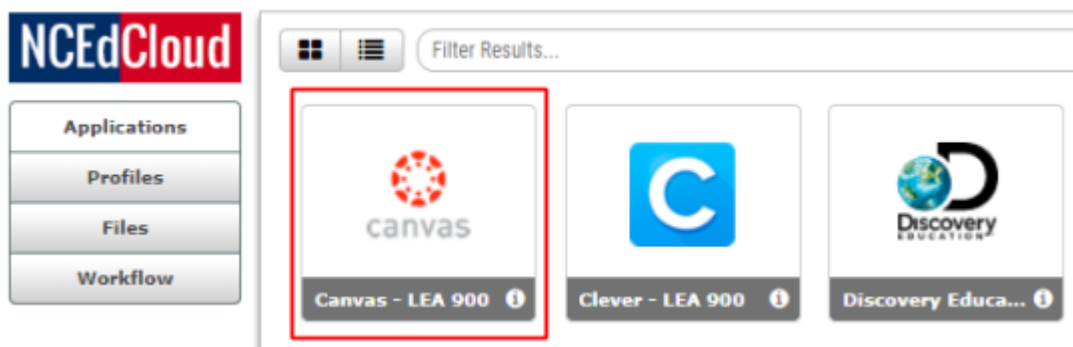 NCEdCloud
Applications
Profiles
Files
Workflow
Filter Results...
canvas
Canvas - LEA 900
C
Clever - LEA 900
D
Discovery
EDUCATION
Discovery Educa...